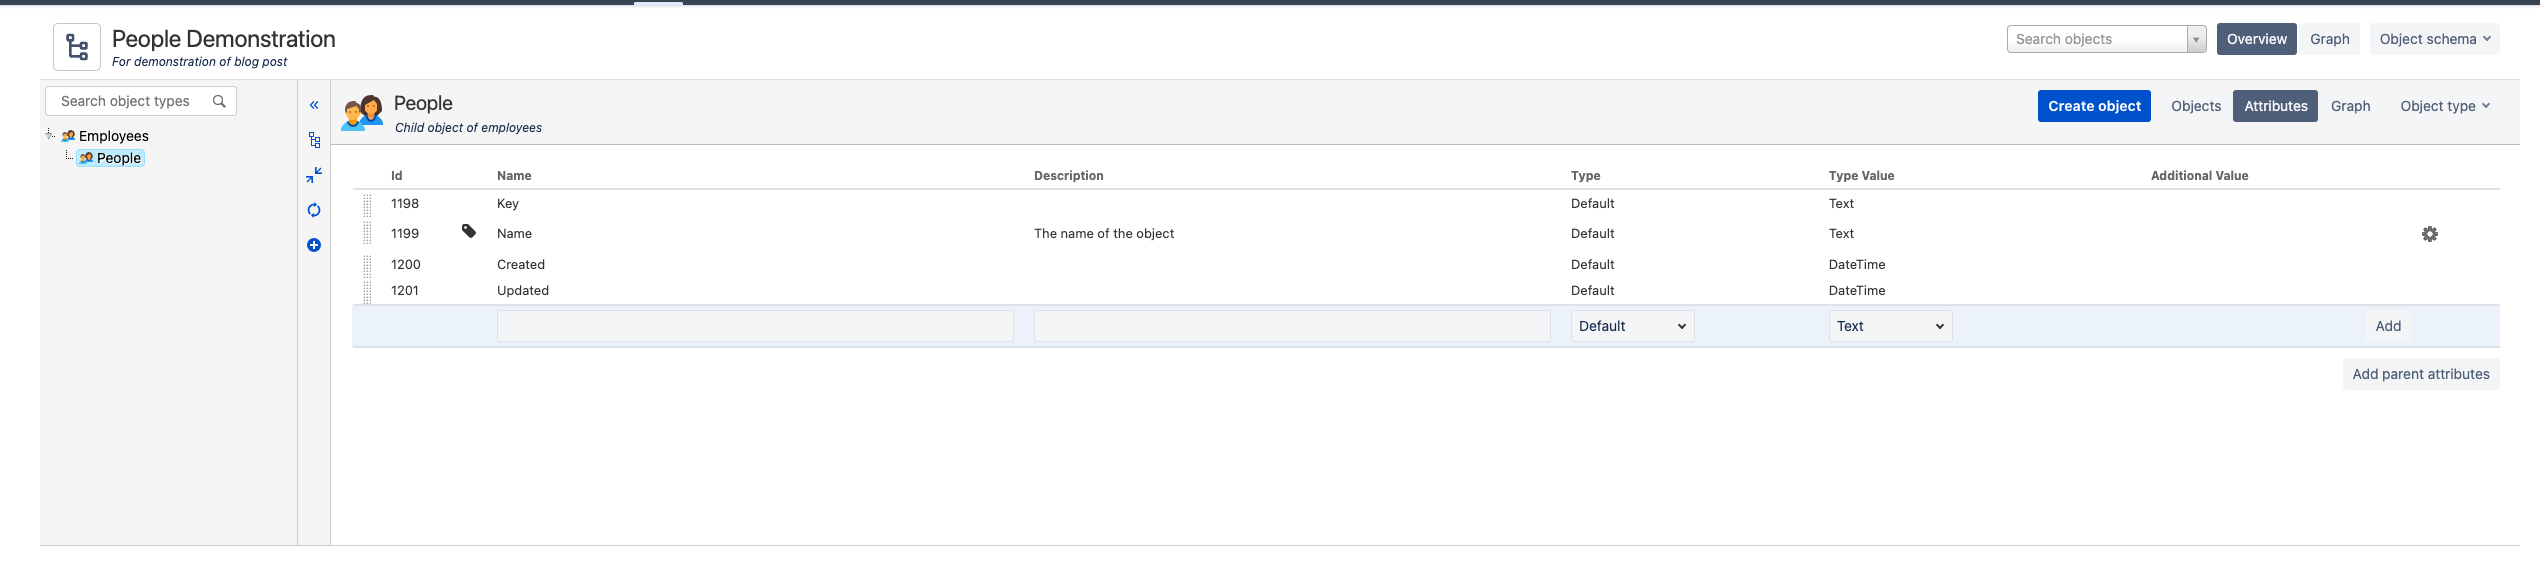 People Demonstration
For demonstration of blog post
Search objects
Overview
Graph
Object schema
Search object types
Employees
People
People
Child object of employees
Create object
Objects
Attributes
Graph
Object type
Id Name Description Type Type Value Additional Value
1198 Key Default Text
1199 Name The name of the object Default Text
1200 Created Default DateTime
1201 Updated Default DateTime
Default Text Add
Add parent attributes